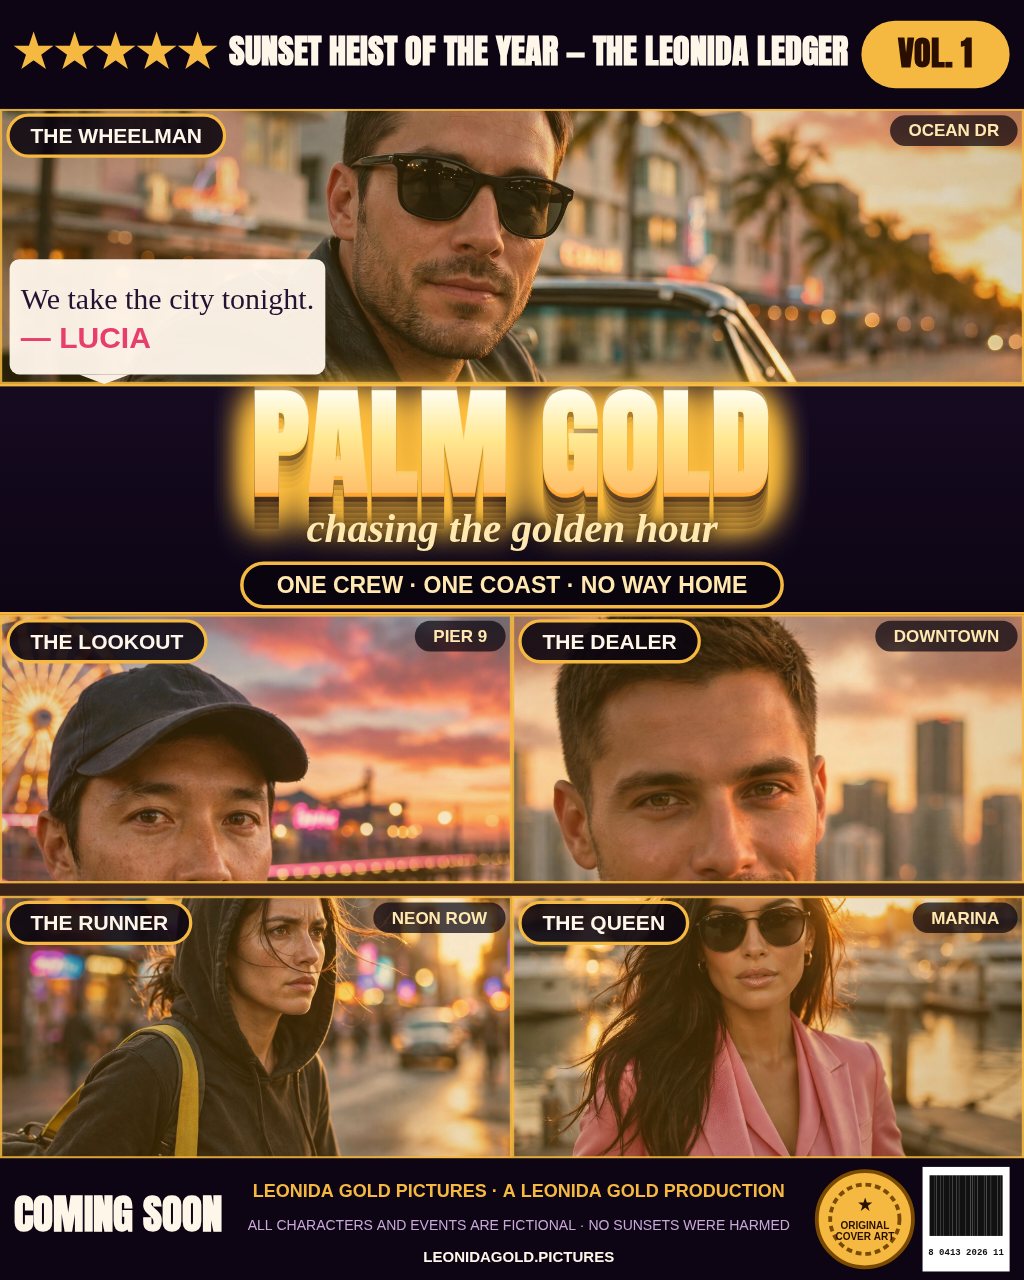 ★★★★★ SUNSET HEIST OF THE YEAR – THE LEONIDA LEDGER
VOL. 1
THE WHEELMAN
OCEAN DR
We take the city tonight.
— LUCIA
PALM GOLD
chasing the golden hour
ONE CREW · ONE COAST · NO WAY HOME
THE LOOKOUT
PIER 9
THE DEALER
DOWNTOWN
THE RUNNER
NEON ROW
THE QUEEN
MARINA
COMING SOON
LEONIDA GOLD PICTURES · A LEONIDA GOLD PRODUCTION
ALL CHARACTERS AND EVENTS ARE FICTIONAL · NO SUNSETS WERE HARMED
LEONIDAGOLD.PICTURES
★
ORIGINAL
COVER ART
8 0413 2026 11